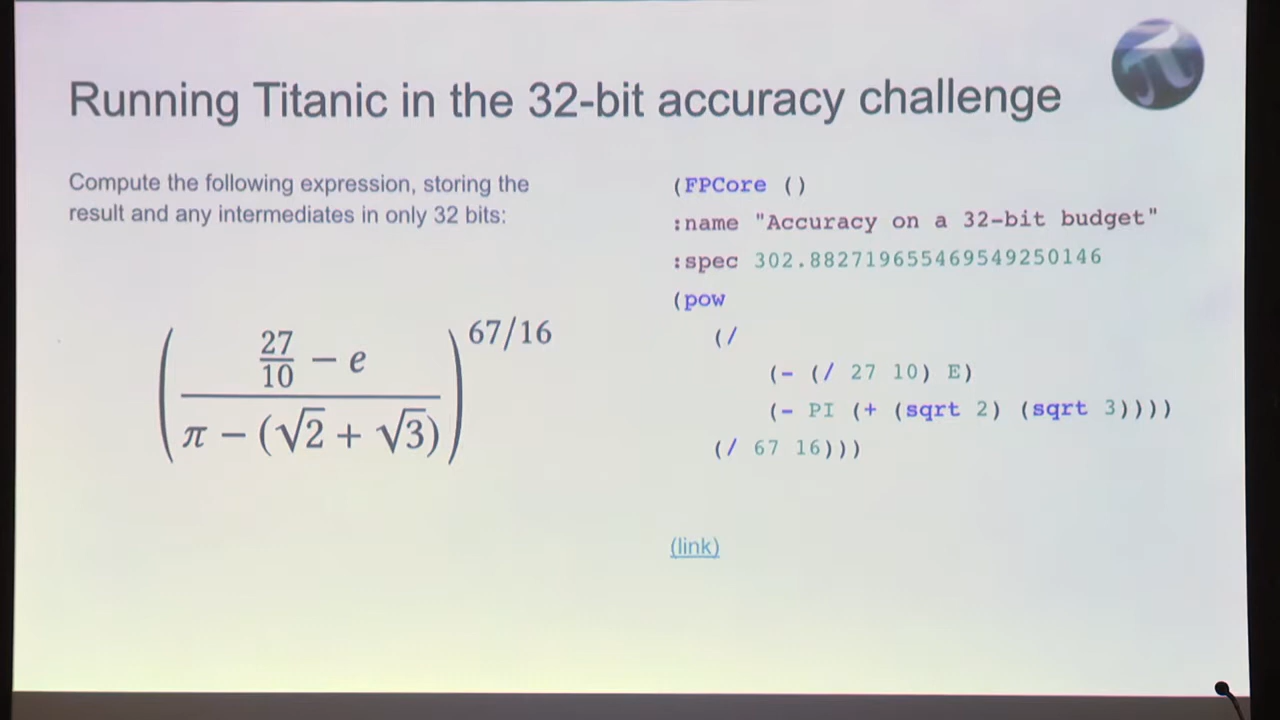 Running Titanic in the 32-bit accuracy challenge
Compute the following expression, storing the
result and any intermediates in only 32 bits:
(
27
10
− e
π − (√2 + √3)
)
67/16
(FPCore ()
:name "Accuracy on a 32-bit budget"
:spec 302.882719655469549250146
(pow
(/
(- (/ 27 10) E)
(- PI (+ (sqrt 2) (sqrt 3))))
(/ 67 16)))
(link)
π